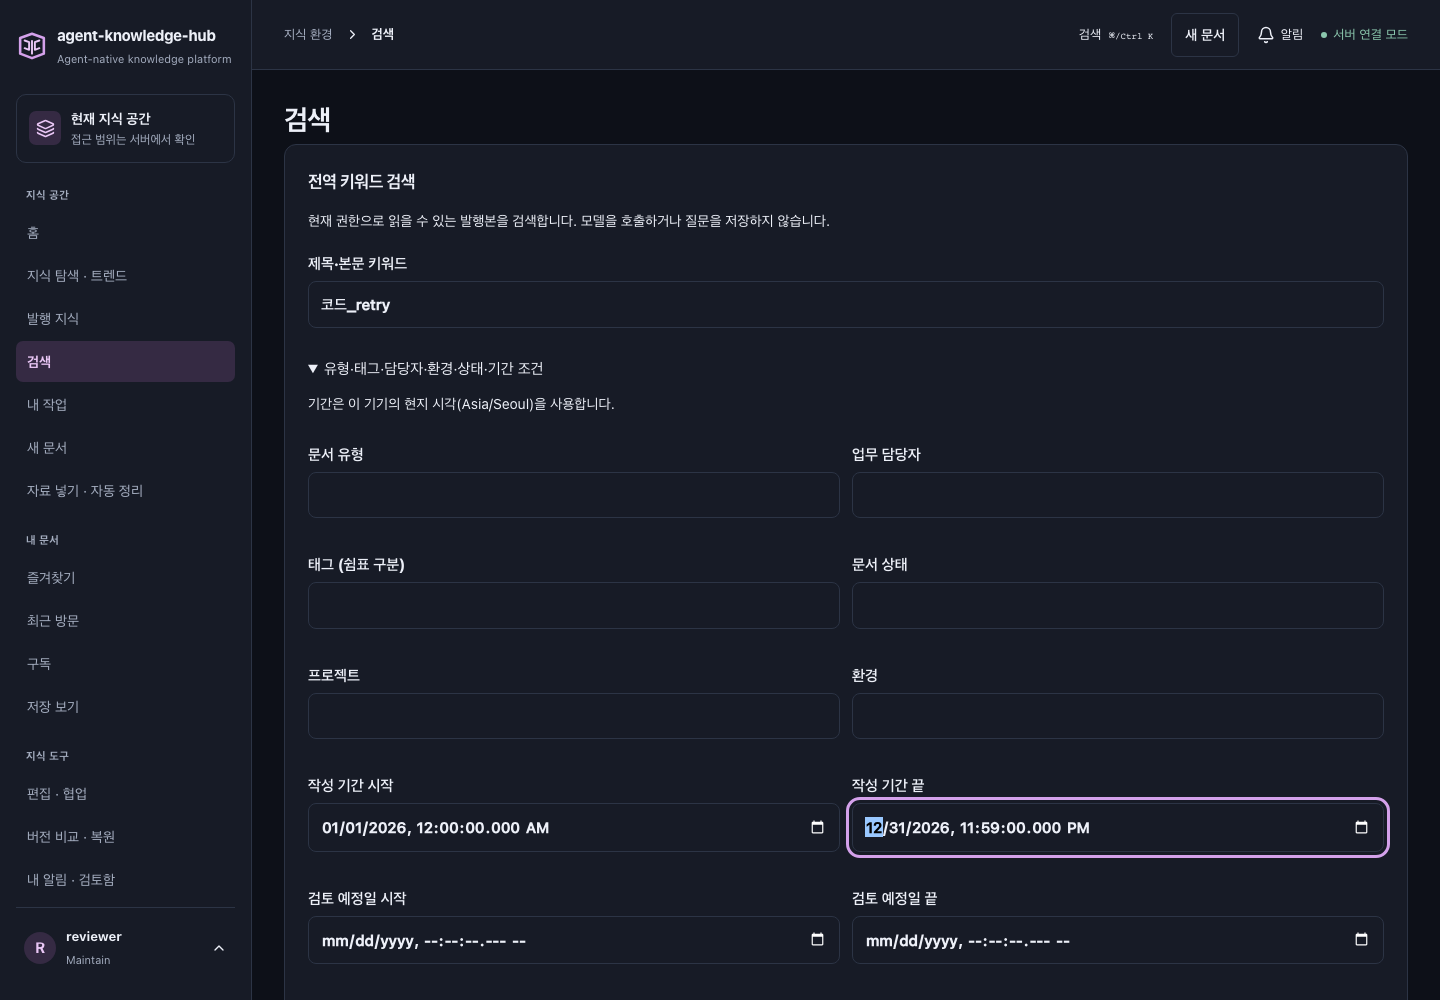 agent-knowledge-hub
Agent-native knowledge platform
현재 지식 공간
접근 범위는 서버에서 확인
지식 공간
홈
지식 탐색 · 트렌드
발행 지식
검색
내 작업
새 문서
자료 넣기 · 자동 정리
내 문서
즐겨찾기
최근 방문
구독
저장 보기
지식 도구
편집 · 협업
버전 비교 · 복원
내 알림 · 검토함
R
reviewer
Maintain
지식 환경 > 검색
검색 ⌘/Ctrl K
새 문서
알림
서버 연결 모드
검색
전역 키워드 검색
현재 권한으로 읽을 수 있는 발행본을 검색합니다. 모델을 호출하거나 질문을 저장하지 않습니다.
제목·본문 키워드
코드_retry
▼ 유형·태그·담당자·환경·상태·기간 조건
기간은 이 기기의 현지 시각(Asia/Seoul)을 사용합니다.
문서 유형
업무 담당자
태그 (쉼표 구분)
문서 상태
프로젝트
환경
작성 기간 시작
작성 기간 끝
01/01/2026, 12:00:00.000 AM
12/31/2026, 11:59:00.000 PM
검토 예정일 시작
검토 예정일 끝
mm/dd/yyyy, --:--:--.--- --
mm/dd/yyyy, --:--:--.--- --